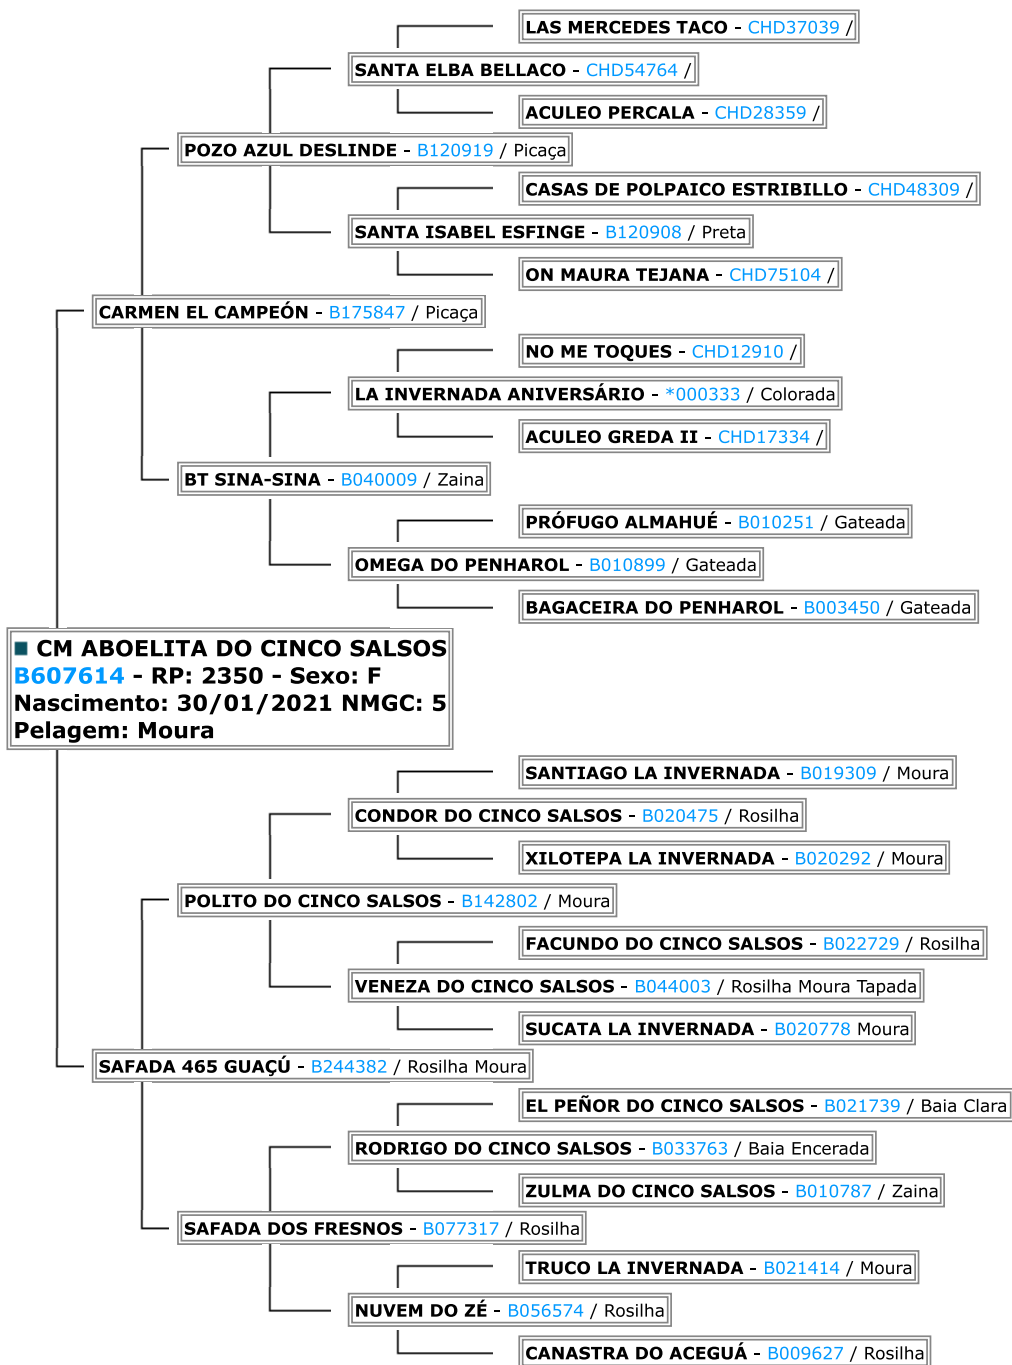 LAS MERCEDES TACO - CHD37039 /
SANTA ELBA BELLACO - CHD54764 /
ACULEO PERCALA - CHD28359 /
POZO AZUL DESLINDE - B120919 / Picaça
CASAS DE POLPAICO ESTRIBILLO - CHD48309 /
SANTA ISABEL ESFINGE - B120908 / Preta
ON MAURA TEJANA - CHD75104 /
CARMEN EL CAMPEÓN - B175847 / Picaça
NO ME TOQUES - CHD12910 /
LA INVERNADA ANIVERSÁRIO - *000333 / Colorada
ACULEO GREDA II - CHD17334 /
BT SINA-SINA - B040009 / Zaina
PRÓFUGO ALMAHUÉ - B010251 / Gateada
OMEGA DO PENHAROL - B010899 / Gateada
BAGACEIRA DO PENHAROL - B003450 / Gateada
CM ABOELITA DO CINCO SALSOS
B607614 - RP: 2350 - Sexo: F
Nascimento: 30/01/2021 NMGC: 5
Pelagem: Moura
SANTIAGO LA INVERNADA - B019309 / Moura
CONDOR DO CINCO SALSOS - B020475 / Rosilha
XILOTEPA LA INVERNADA - B020292 / Moura
POLITO DO CINCO SALSOS - B142802 / Moura
FACUNDO DO CINCO SALSOS - B022729 / Rosilha
VENEZA DO CINCO SALSOS - B044003 / Rosilha Moura Tapada
SUCATA LA INVERNADA - B020778 Moura
SAFADA 465 GUAÇÚ - B244382 / Rosilha Moura
EL PEÑOR DO CINCO SALSOS - B021739 / Baia Clara
RODRIGO DO CINCO SALSOS - B033763 / Baia Encerada
ZULMA DO CINCO SALSOS - B010787 / Zaina
SAFADA DOS FRESNOS - B077317 / Rosilha
TRUCO LA INVERNADA - B021414 / Moura
NUVEM DO ZÉ - B056574 / Rosilha
CANASTRA DO ACEGUÁ - B009627 / Rosilha